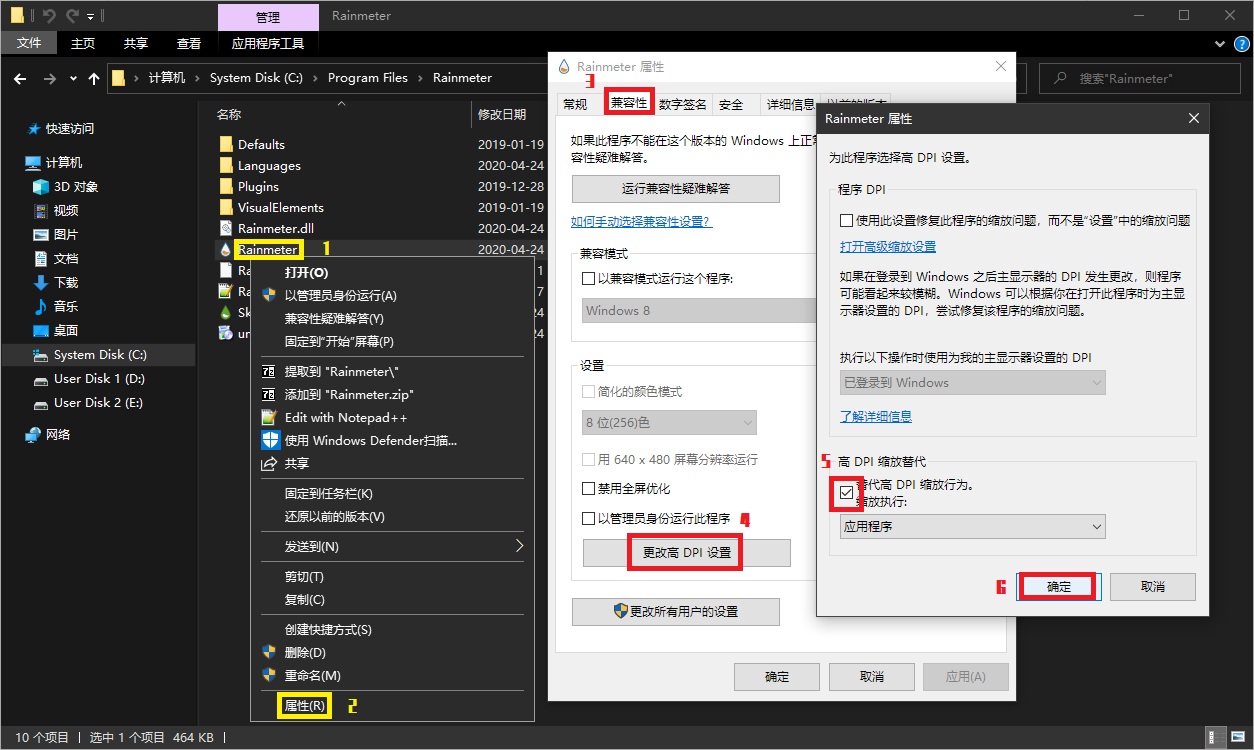 管理
Rainmeter
文件
主页
共享
查看
应用程序工具
计算机
System Disk (C:)
Program Files
Rainmeter
搜索"Rainmeter"
快速访问
计算机
3D 对象
视频
图片
文档
下载
音乐
桌面
System Disk (C:)
User Disk 1 (D:)
User Disk 2 (E:)
网络
名称
修改日期
Defaults
2019-01-19
Languages
2020-04-24
Plugins
2019-12-28
VisualElements
2019-01-19
Rainmeter.dll
2020-04-24
Rainmeter
1
2020-04-24
Ra
1
Ra
7
Sk
24
un
24
打开(O)
以管理员身份运行(A)
兼容性疑难解答(Y)
固定到"开始"屏幕(P)
提取到 "Rainmeter\"
添加到 "Rainmeter.zip"
Edit with Notepad++
使用 Windows Defender扫描...
共享
固定到任务栏(K)
还原以前的版本(V)
发送到(N)
剪切(T)
复制(C)
创建快捷方式(S)
删除(D)
重命名(M)
属性(R)
2
10 个项目
选中 1 个项目
464 KB
Rainmeter 属性
3
常规
兼容性
数字签名
安全
详细信息
以前的版本
如果此程序不能在这个版本的 Windows 上正常
容性疑难解答。
运行兼容性疑难解答
如何手动选择兼容性设置?
兼容模式
以兼容模式运行这个程序:
Windows 8
设置
简化的颜色模式
8 位(256)色
用 640 x 480 屏幕分辨率运行
禁用全屏优化
以管理员身份运行此程序
4
更改高 DPI 设置
更改所有用户的设置
确定
取消
应用(A)
Rainmeter 属性
为此程序选择高 DPI 设置。
程序 DPI
使用此设置修复此程序的缩放问题，而不是"设置"中的缩放问题
打开高级缩放设置
如果在登录到 Windows 之后主显示器的 DPI 发生更改，则程序
可能看起来较模糊。Windows 可以根据你在打开此程序时为主显
示器设置的 DPI，尝试修复该程序的缩放问题。
执行以下操作时使用为我的主显示器设置的 DPI
已登录到 Windows
了解详细信息
5
高 DPI 缩放替代
替代高 DPI 缩放行为。
缩放执行:
应用程序
6
确定
取消